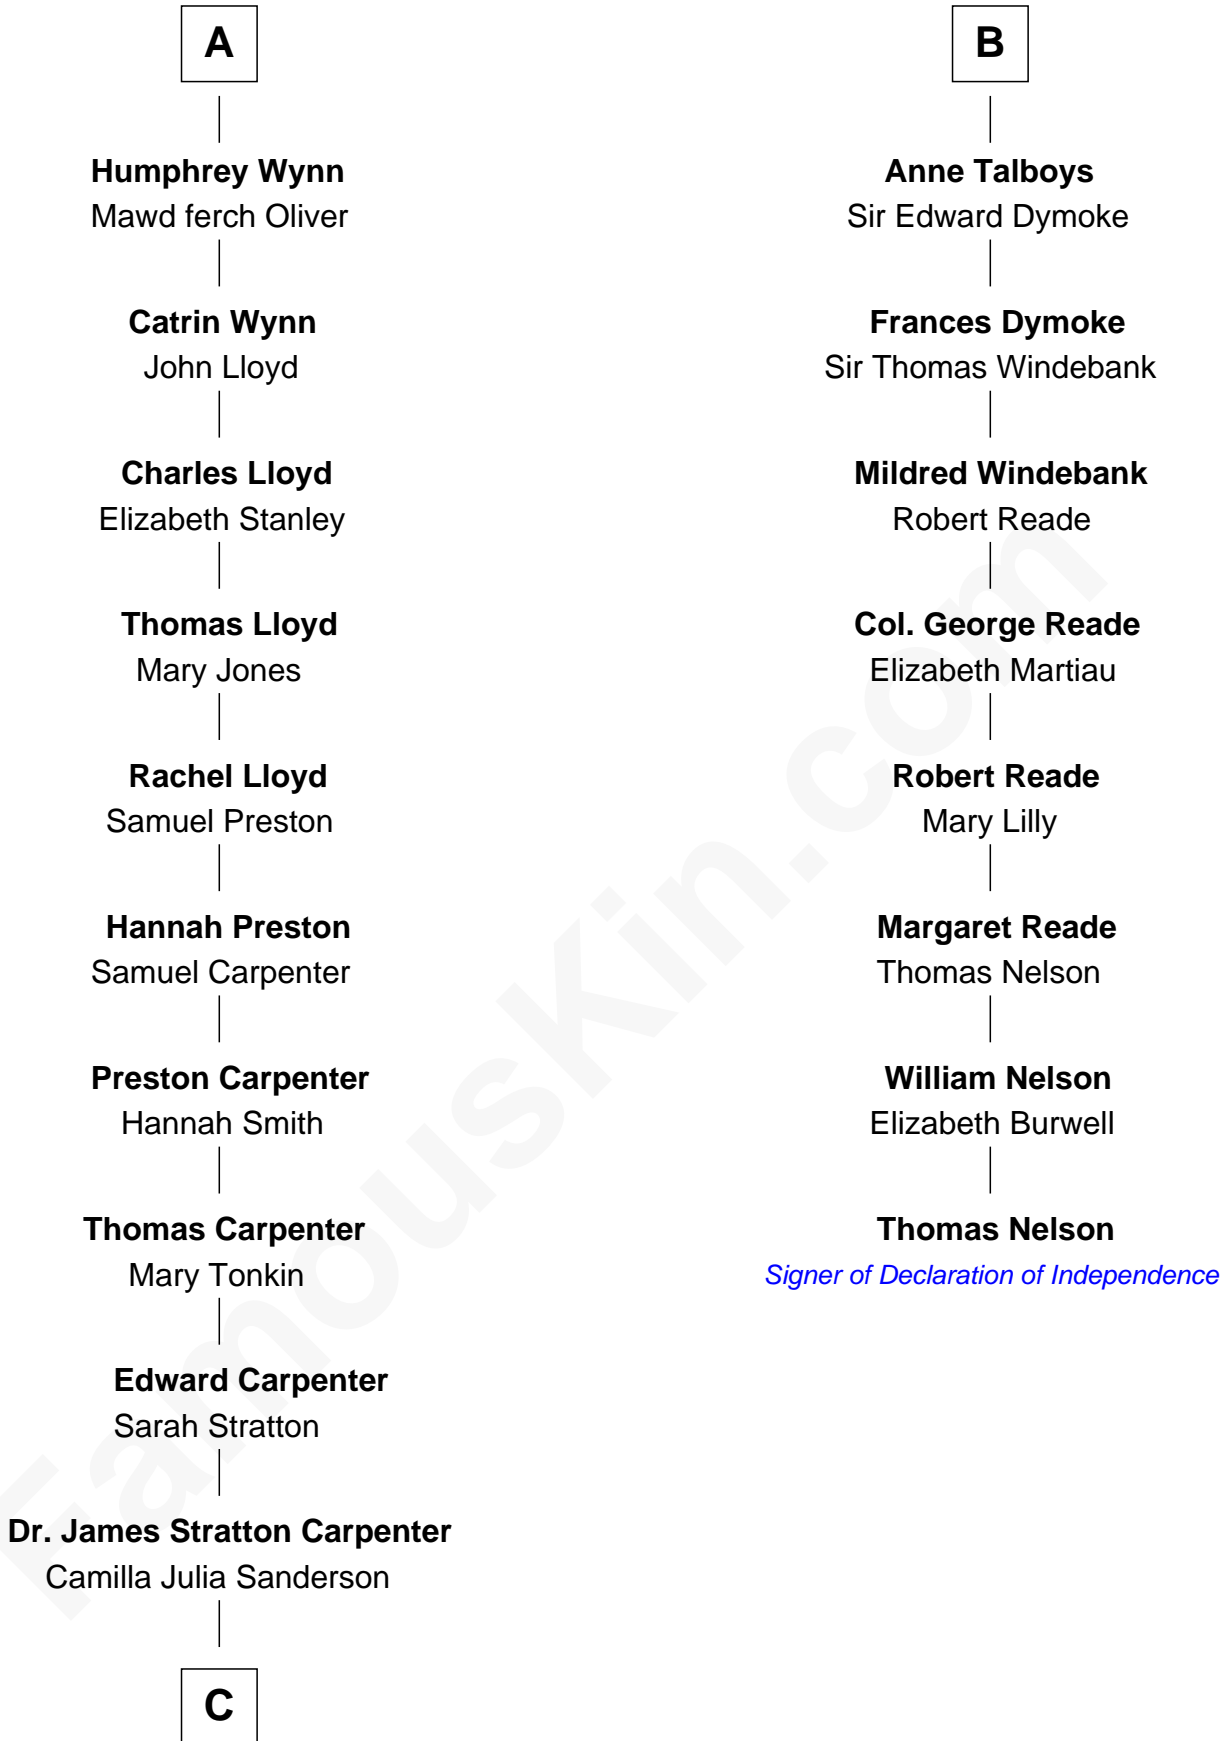 A
Humphrey Wynn
Mawd ferch Oliver
Catrin Wynn
John Lloyd
Charles Lloyd
Elizabeth Stanley
Thomas Lloyd
Mary Jones
Rachel Lloyd
Samuel Preston
Hannah Preston
Samuel Carpenter
Preston Carpenter
Hannah Smith
Thomas Carpenter
Mary Tonkin
Edward Carpenter
Sarah Stratton
Dr. James Stratton Carpenter
Camilla Julia Sanderson
C
B
Anne Talboys
Sir Edward Dymoke
Frances Dymoke
Sir Thomas Windebank
Mildred Windebank
Robert Reade
Col. George Reade
Elizabeth Martiau
Robert Reade
Mary Lilly
Margaret Reade
Thomas Nelson
William Nelson
Elizabeth Burwell
Thomas Nelson
Signer of Declaration of Independence
FamousKin.com